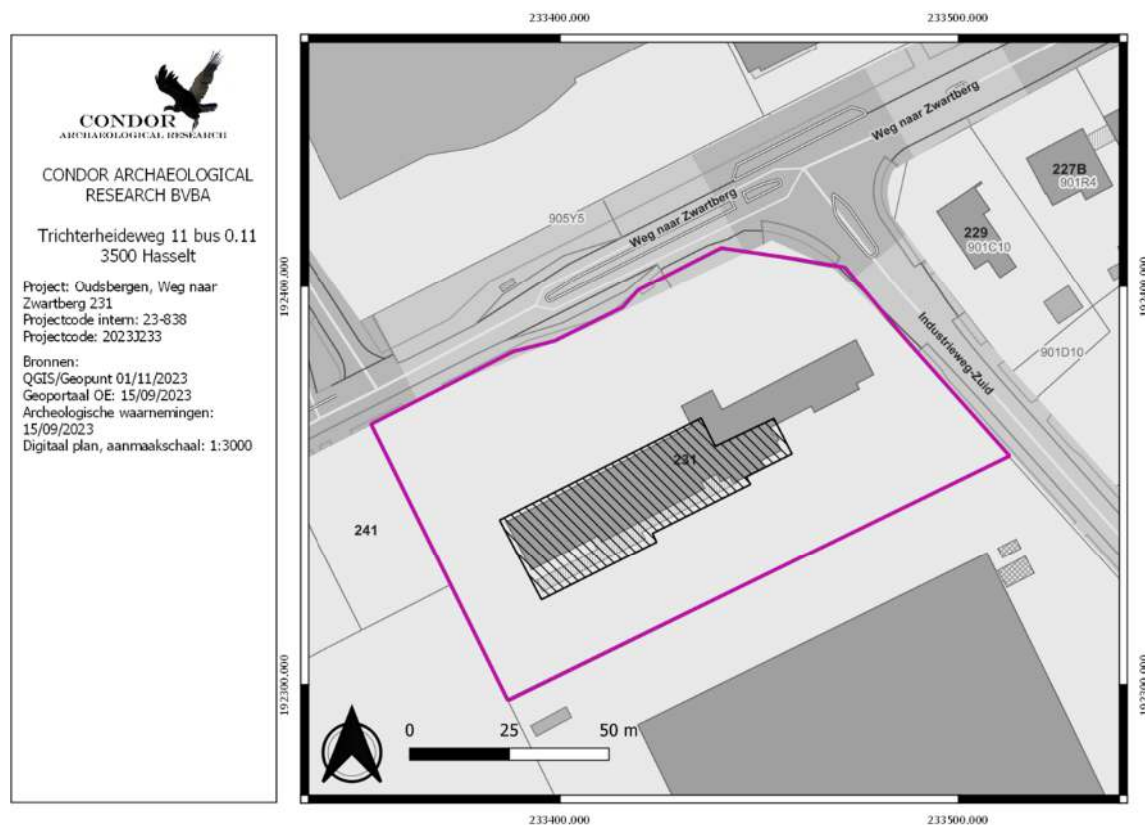 CONDOR
ARCHAEOLOGICAL RESEARCH
CONDOR ARCHAEOLOGICAL
RESEARCH BVBA
Trichterheideweg 11 bus 0.11
3500 Hasselt
Project: Oudsbergen, Weg naar
Zwartberg 231
Projectcode intern: 23-838
Projectcode: 2023J233
Bronnen:
QGIS/Geopunt 01/11/2023
Geoportaal OE: 15/09/2023
Archeologische waarnemingen:
15/09/2023
Digitaal plan, aanmaakschaal: 1:3000
233400.000
233500.000
192400.000
192400.000
Weg naar Zwartberg
227B
901R4
905Y5
Weg naar Zwartberg
229
901C10
Industrieweg-Zuid
901D10
231
241
192300.000
192300.000
0 25 50 m
233400.000
233500.000